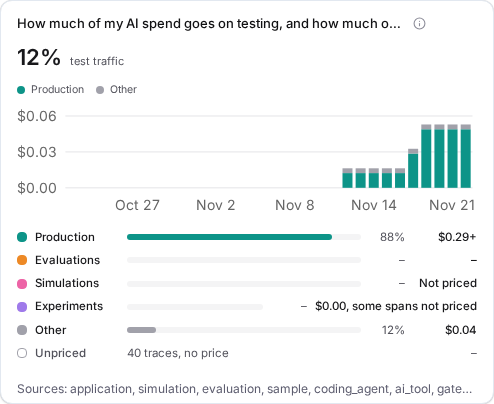 How much of my AI spend goes on testing, and how much o...
12% test traffic
Production Other
$0.06
$0.03
$0.00
Oct 27 Nov 2 Nov 8 Nov 14 Nov 21
Production 88% $0.29+
Evaluations – –
Simulations – Not priced
Experiments – $0.00, some spans not priced
Other 12% $0.04
Unpriced 40 traces, no price –
Sources: application, simulation, evaluation, sample, coding_agent, ai_tool, gate...